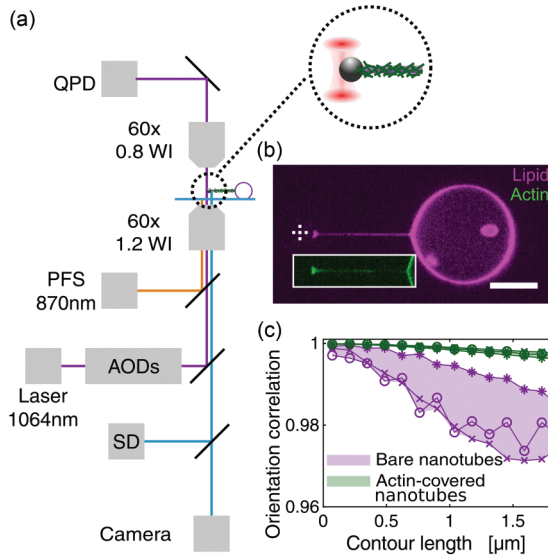 (a)
QPD
60x
0.8 WI
60x
1.2 WI
PFS
870nm
AODs
Laser
1064nm
SD
Camera
(b)
Lipid
Actin
(c)
Orientation correlation
1
0.98
0.96
Bare nanotubes
Actin-covered
nanotubes
0
0.5
1.0
1.5
Contour length [μm]